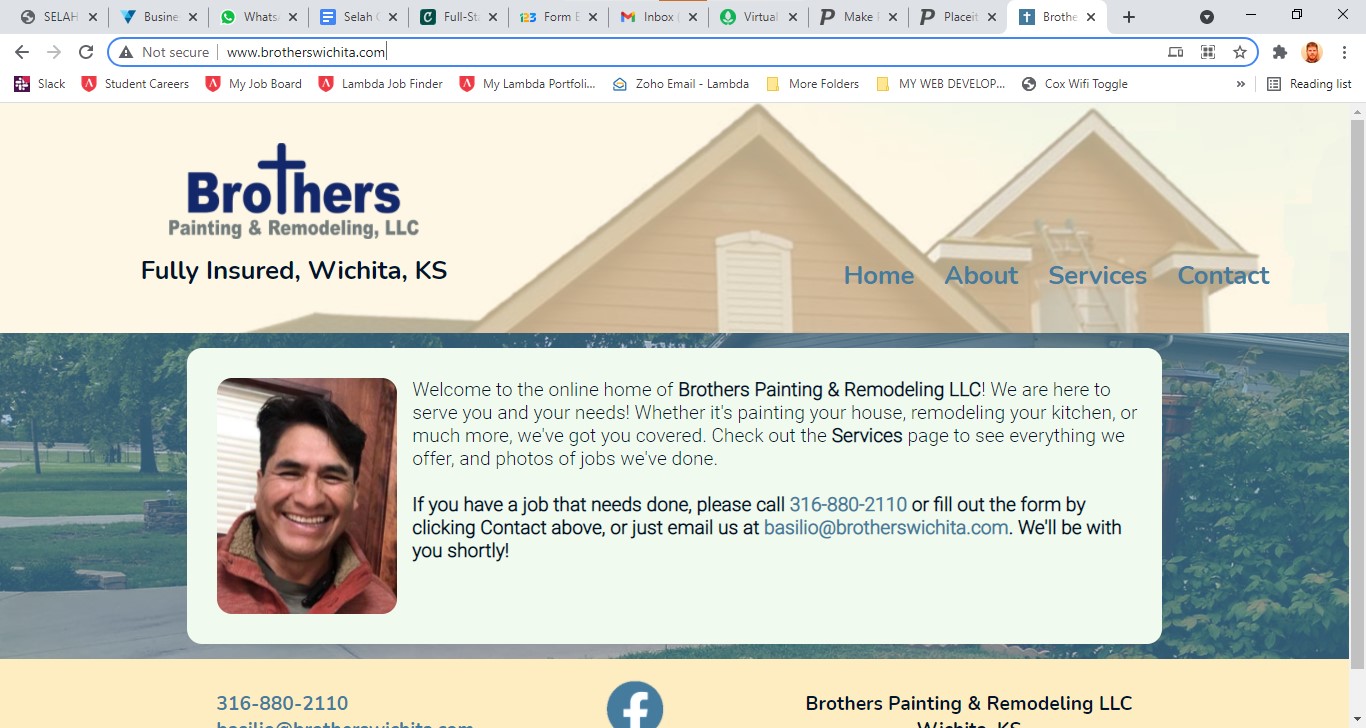 SELAH
Busine
Whats
Selah C
Full-St
123 Form E
Inbox (
Virtual
Make
Placeit
Brothe
Not secure
www.brotherswichita.com
Slack
Student Careers
My Job Board
Lambda Job Finder
My Lambda Portfoli...
Zoho Email - Lambda
More Folders
MY WEB DEVELOP...
Cox Wifi Toggle
»
Reading list
Brothers
Painting & Remodeling, LLC
Fully Insured, Wichita, KS
Home About Services Contact
Welcome to the online home of Brothers Painting & Remodeling LLC! We are here to
serve you and your needs! Whether it's painting your house, remodeling your kitchen, or
much more, we've got you covered. Check out the Services page to see everything we
offer, and photos of jobs we've done.
If you have a job that needs done, please call 316-880-2110 or fill out the form by
clicking Contact above, or just email us at basilio@brotherswichita.com. We'll be with
you shortly!
316-880-2110
basilio@brotherswichita.com
Brothers Painting & Remodeling LLC
Wichita, KS